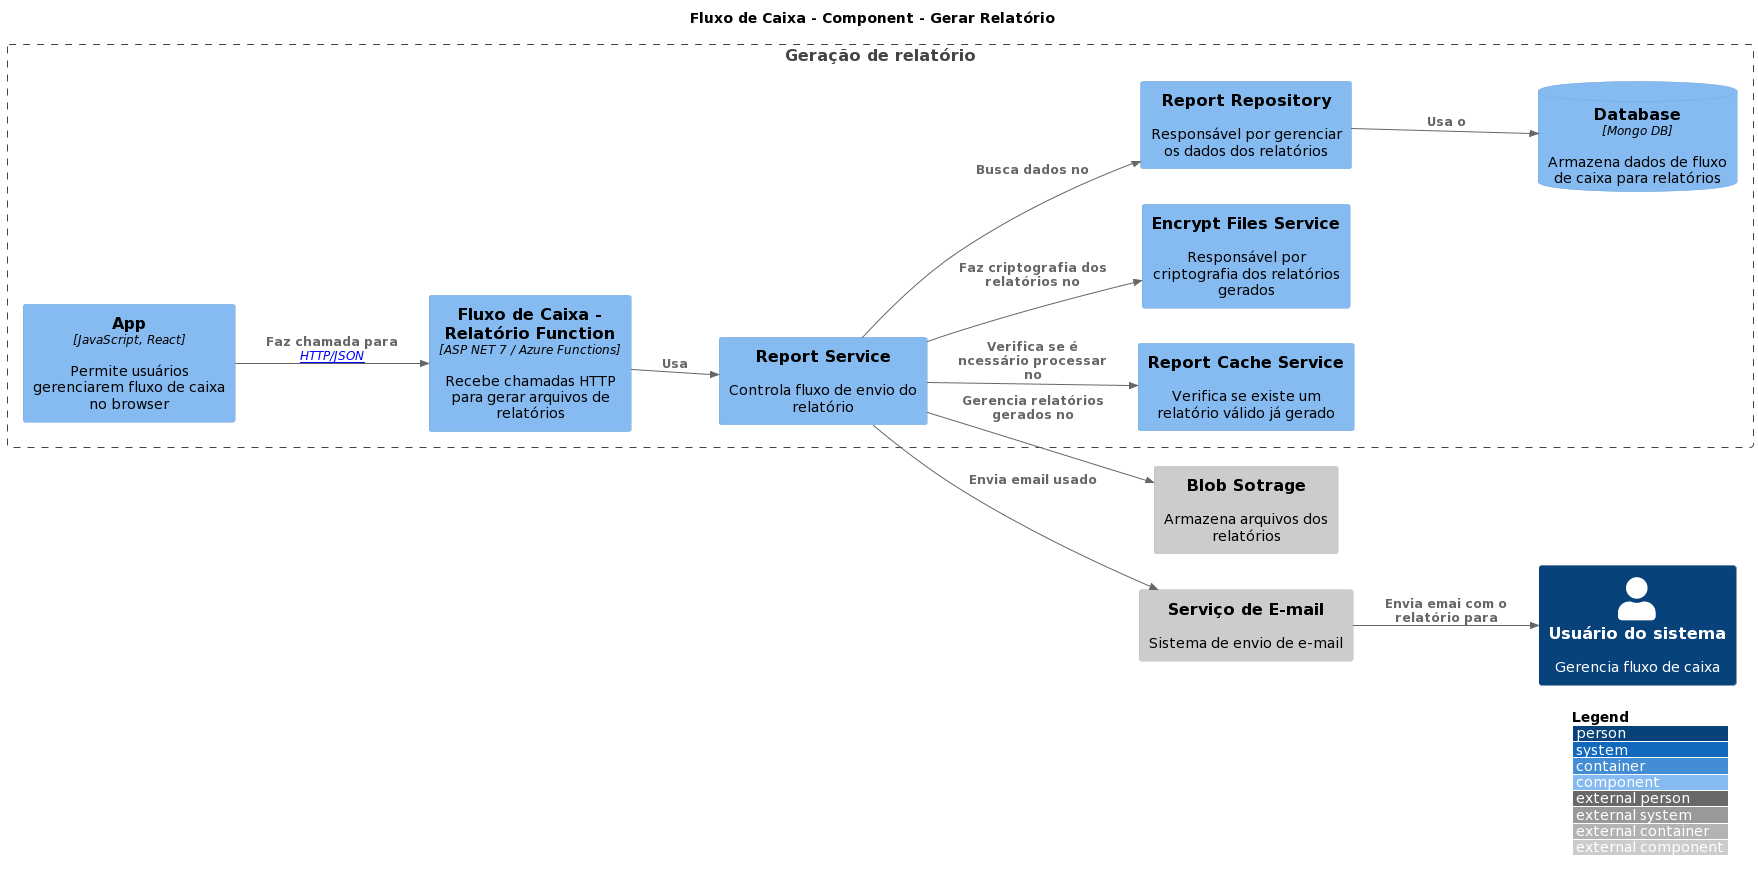 Fluxo de Caixa - Component - Gerar Relatório
Geração de relatório
App
[JavaScript, React]
Permite usuários
gerenciarem fluxo de caixa
no browser
Faz chamada para
HTTP/JSON
Fluxo de Caixa -
Relatório Function
[ASP NET 7 / Azure Functions]
Recebe chamadas HTTP
para gerar arquivos de
relatórios
Usa
Report Service
Controla fluxo de envio do
relatório
Busca dados no
Report Repository
Responsável por gerenciar
os dados dos relatórios
Usa o
Database
[Mongo DB]
Armazena dados de fluxo
de caixa para relatórios
Faz criptografia dos
relatórios no
Encrypt Files Service
Responsável por
criptografia dos relatórios
gerados
Verifica se é
ncessário processar
no
Report Cache Service
Verifica se existe um
relatório válido já gerado
Gerencia relatórios
gerados no
Blob Sotrage
Armazena arquivos dos
relatórios
Envia email usado
Serviço de E-mail
Sistema de envio de e-mail
Envia emai com o
relatório para
Usuário do sistema
Gerencia fluxo de caixa
Legend
person
system
container
component
external person
external system
external container
external component